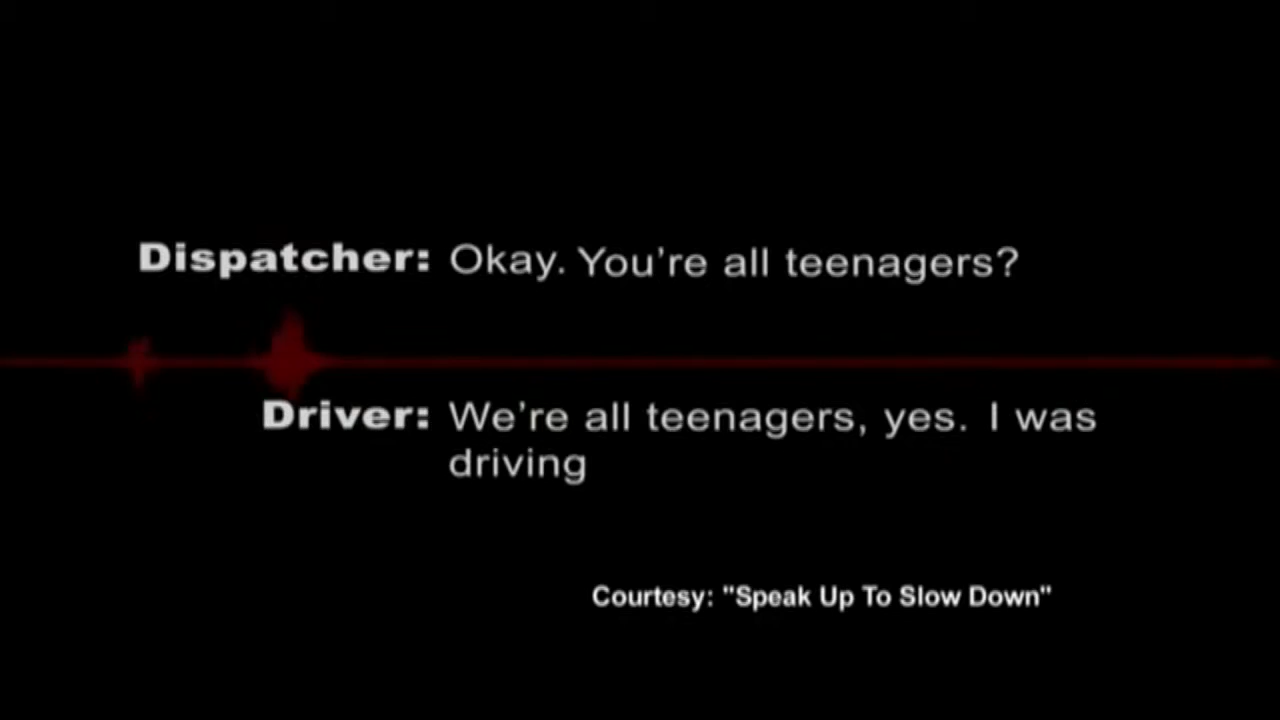 Dispatcher: Okay. You're all teenagers?
Driver: We're all teenagers, yes. I was
driving
Courtesy: "Speak Up To Slow Down"